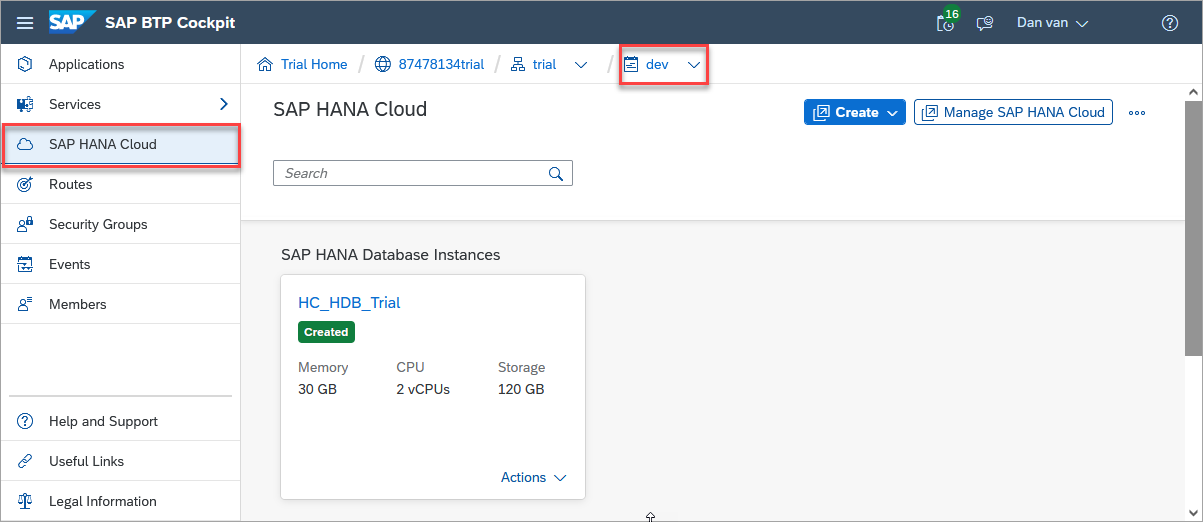 SAP SAP BTP Cockpit 16 Dan van
Applications
Services
SAP HANA Cloud
Routes
Security Groups
Events
Members
Help and Support
Useful Links
Legal Information
Trial Home / 87478134trial / trial / dev
SAP HANA Cloud
Create
Manage SAP HANA Cloud
Search
SAP HANA Database Instances
HC_HDB_Trial
Created
Memory CPU Storage
30 GB 2 vCPUs 120 GB
Actions